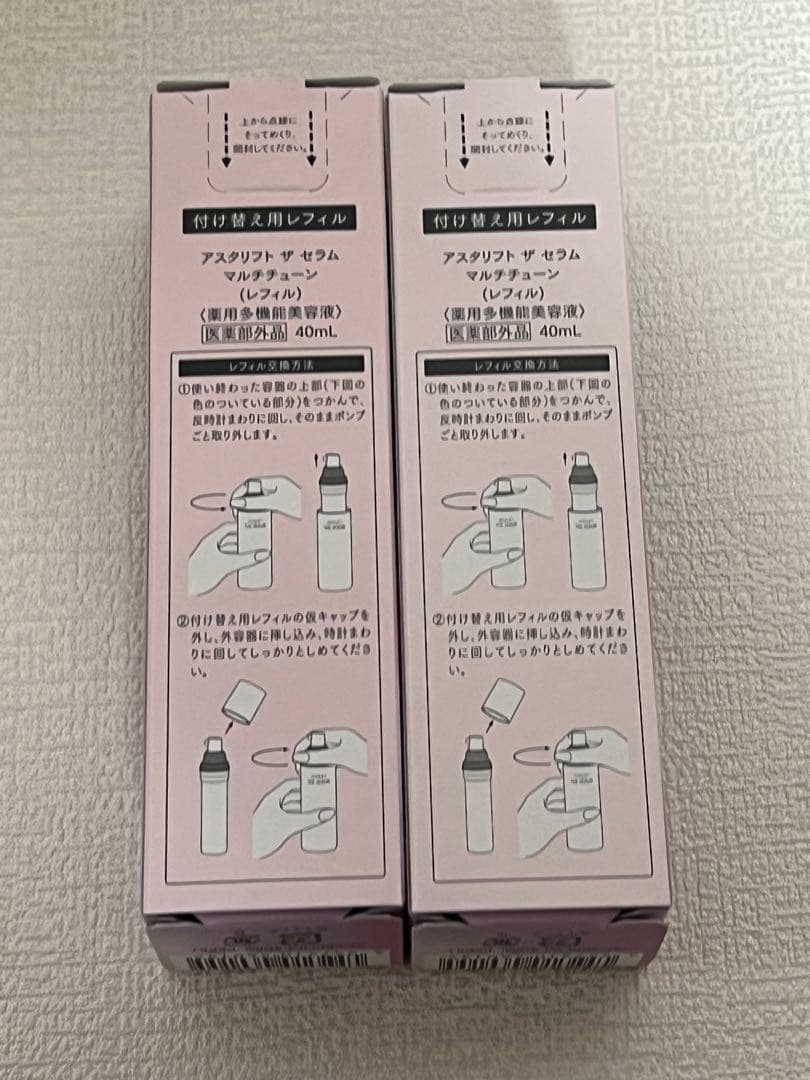 上から点線に
そってめくり、
開封してください。
付け替え用レフィル
アスタリフト ザ セラム
マルチチューン
(レフィル)
〈薬用多機能美容液〉
医薬部外品 40mL
レフィル交換方法
①使い終わった容器の上部(下図の
色のついている部分)をつかんで、
反時計まわりに回し、そのままポンプ
ごと取り外します。
②付け替え用レフィルの仮キャップを
外し、外容器に挿し込み、時計まわ
りに回してしっかりとしめてくださ
い。
上から点線に
そってめくり、
開封してください。
付け替え用レフィル
アスタリフト ザ セラム
マルチチューン
(レフィル)
〈薬用多機能美容液〉
医薬部外品 40mL
レフィル交換方法
①使い終わった容器の上部(下図の
色のついている部分)をつかんで、
反時計まわりに回し、そのままポンプ
ごと取り外します。
②付け替え用レフィルの仮キャップを
外し、外容器に挿し込み、時計まわ
りに回してしっかりとしめてくださ
い。